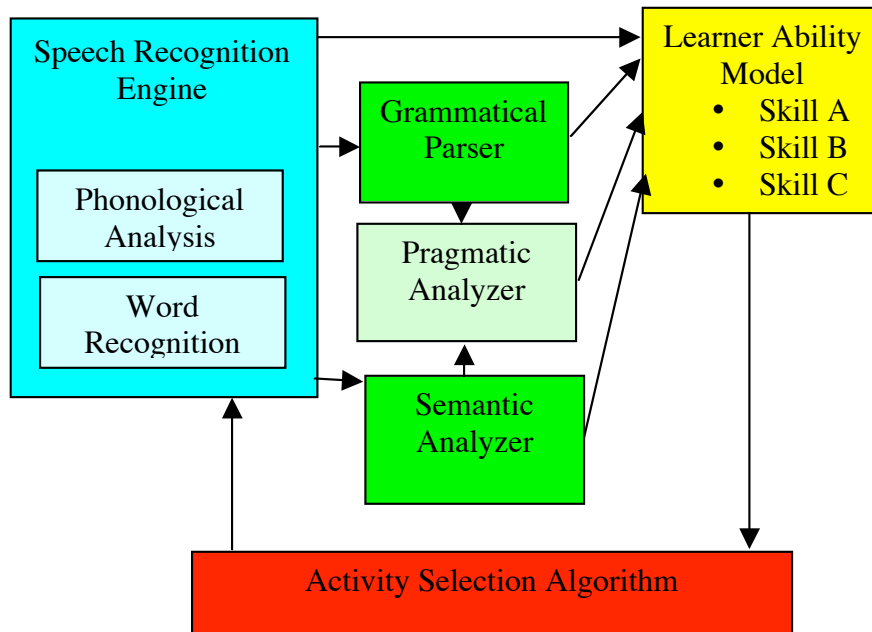 Speech Recognition
Engine
Phonological
Analysis
Word
Recognition
Grammatical
Parser
Pragmatic
Analyzer
Semantic
Analyzer
Learner Ability
Model
• Skill A
• Skill B
• Skill C
Activity Selection Algorithm